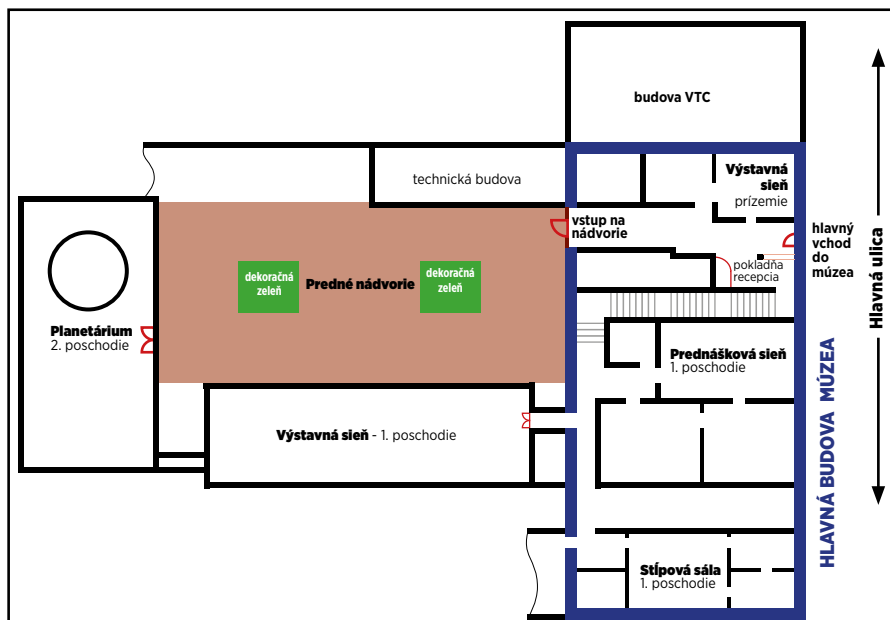 budova VTC
technická budova
Výstavná
sieň
prízemie
vstup na
nádvorie
hlavný
vchod
do
múzea
pokladňa
recepcia
Hlavná ulica
dekoračná
zeleň
Predné nádvorie
dekoračná
zeleň
Planetárium
2. poschodie
Prednášková sieň
1. poschodie
Výstavná sieň - 1. poschodie
HLAVNÁ BUDOVA MÚZEA
Stĺpová sála
1. poschodie